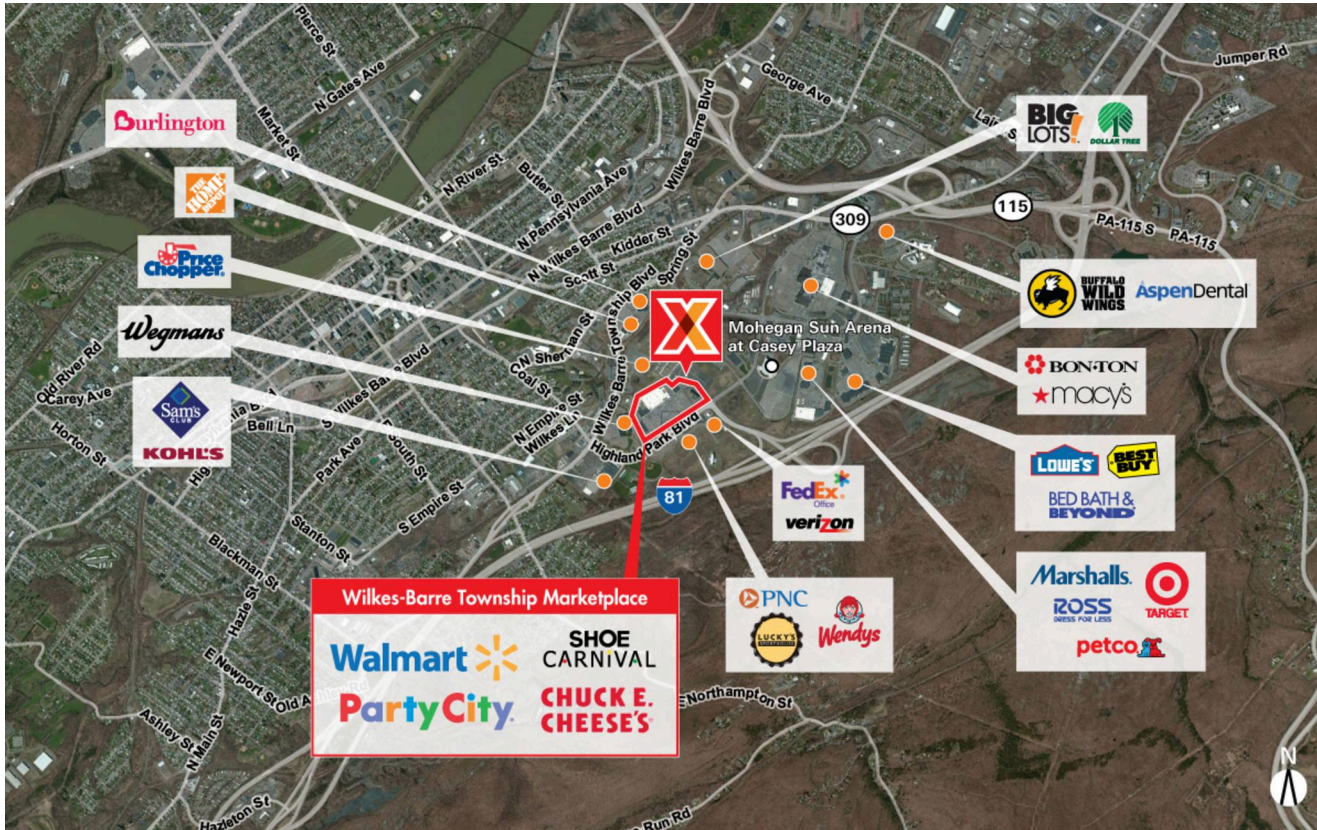 Pierce St
N Gates Ave
Market St
George Ave
Jumper Rd
Wilkes Barre Blvd
Burlington
BIG
LOTS!
DOLLAR TREE
THE
HOME
DEPOT
N River St
Butler St
N Pennsylvania Ave
N Wilkes Barre Blvd
Kidder St
Scott St
Spring St
309
115
PA-115 S
PA-115
Price
Chopper
BUFFALO
WILD
WINGS
AspenDental
Wegmans
Wilkes Barre Township Blvd
X
Mohegan Sun Arena
at Casey Plaza
N Sherman St
Coal St
BON•TON
macy's
Old River Rd
Carey Ave
Horton St
Bell Ln
S Wilkes Barre Blvd
Park Ave
S Empire St
N Empire St
Wilkes Ln
Highland Park Blvd
Sam's
CLUB
KOHL'S
81
FedEx
Office
verizon
LOWE'S
BEST
BUY
BED BATH &
BEYOND
Stanton St
Blackman St
Hazle St
Marshalls
ROSS
DRESS FOR LESS
TARGET
petco
Wilkes-Barre Township Marketplace
Walmart
SHOE
CARNIVAL
Party City
CHUCK E.
CHEESE'S
PNC
LUCKY'S
SPORTHOUSE
Wendys
E Newport St
Ashley St
N Main St
E Northampton St
Hazleton St
Run Rd
N